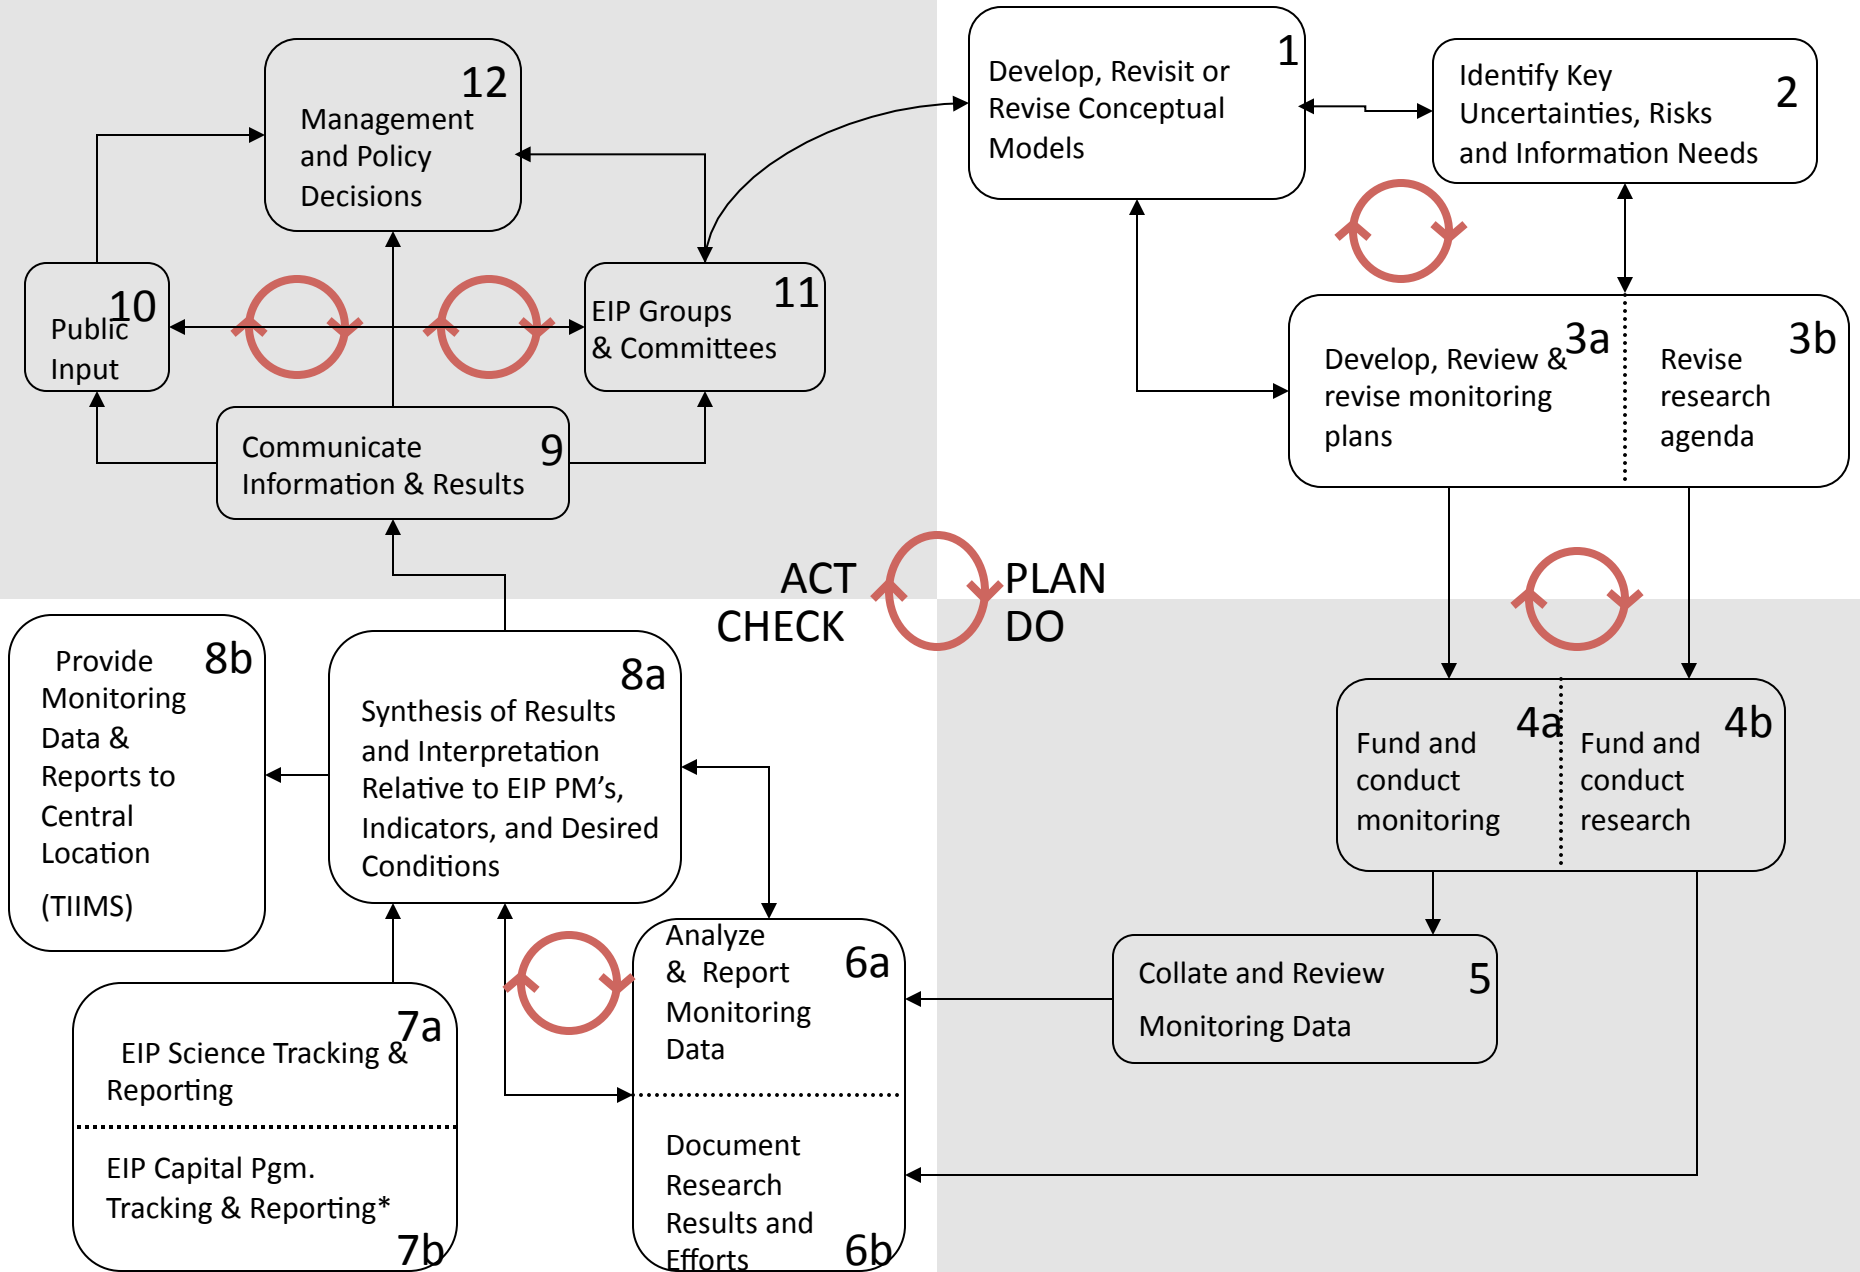 12
Management
and Policy
Decisions
10
Public
Input
11
EIP Groups
& Committees
9
Communicate
Information & Results
1
Develop, Revisit or
Revise Conceptual
Models
2
Identify Key
Uncertainties, Risks
and Information Needs
3a
Develop, Review &
revise monitoring
plans
3b
Revise
research
agenda
ACT
PLAN
CHECK
DO
8b
Provide
Monitoring
Data &
Reports to
Central
Location
(TIIMS)
8a
Synthesis of Results
and Interpretation
Relative to EIP PM’s,
Indicators, and Desired
Conditions
4a
Fund and
conduct
monitoring
4b
Fund and
conduct
research
7a
EIP Science Tracking &
Reporting
EIP Capital Pgm.
Tracking & Reporting*
7b
Analyze
6a
& Report
Monitoring
Data
Document
Research
Results and
Efforts
6b
5
Collate and Review
Monitoring Data